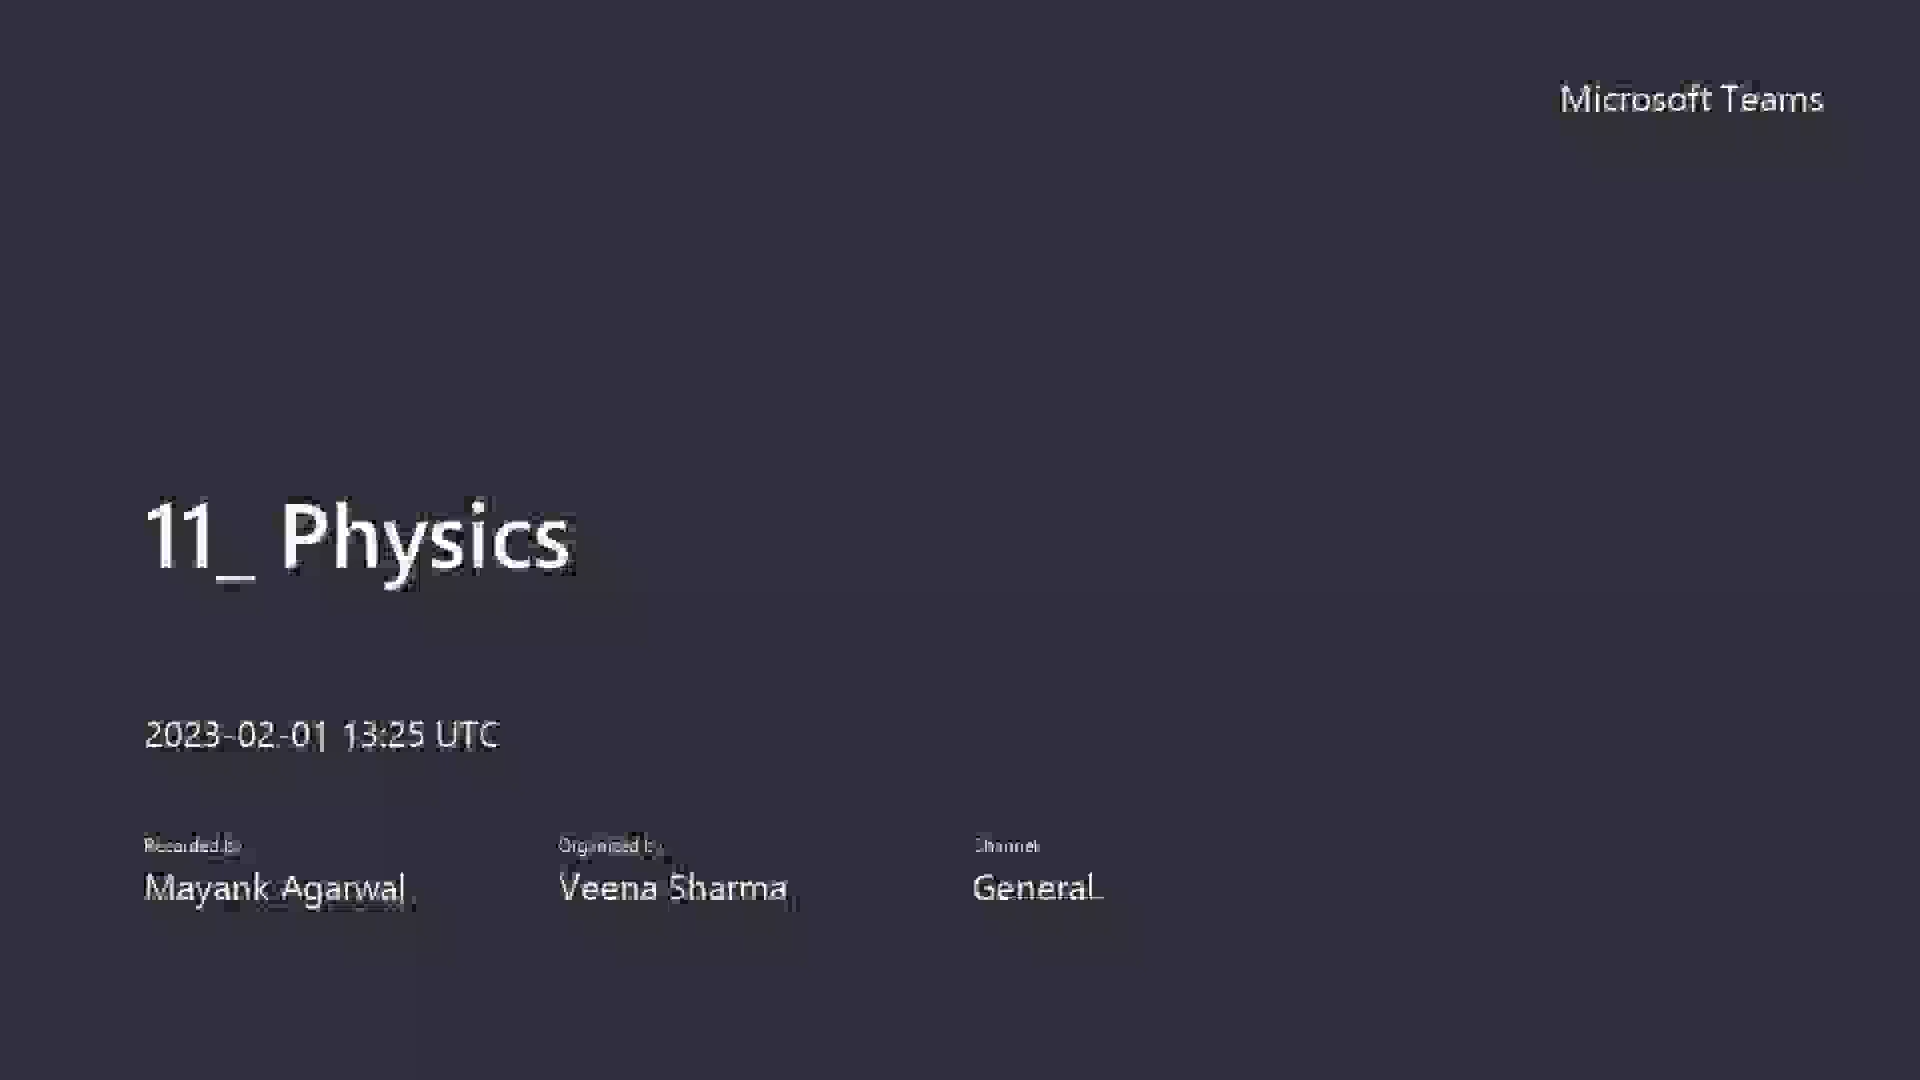 Microsoft Teams
11_ Physics
2023-02-01 13:25 UTC
Recorded by Organized by Channel
Mayank Agarwal Veena Sharma General